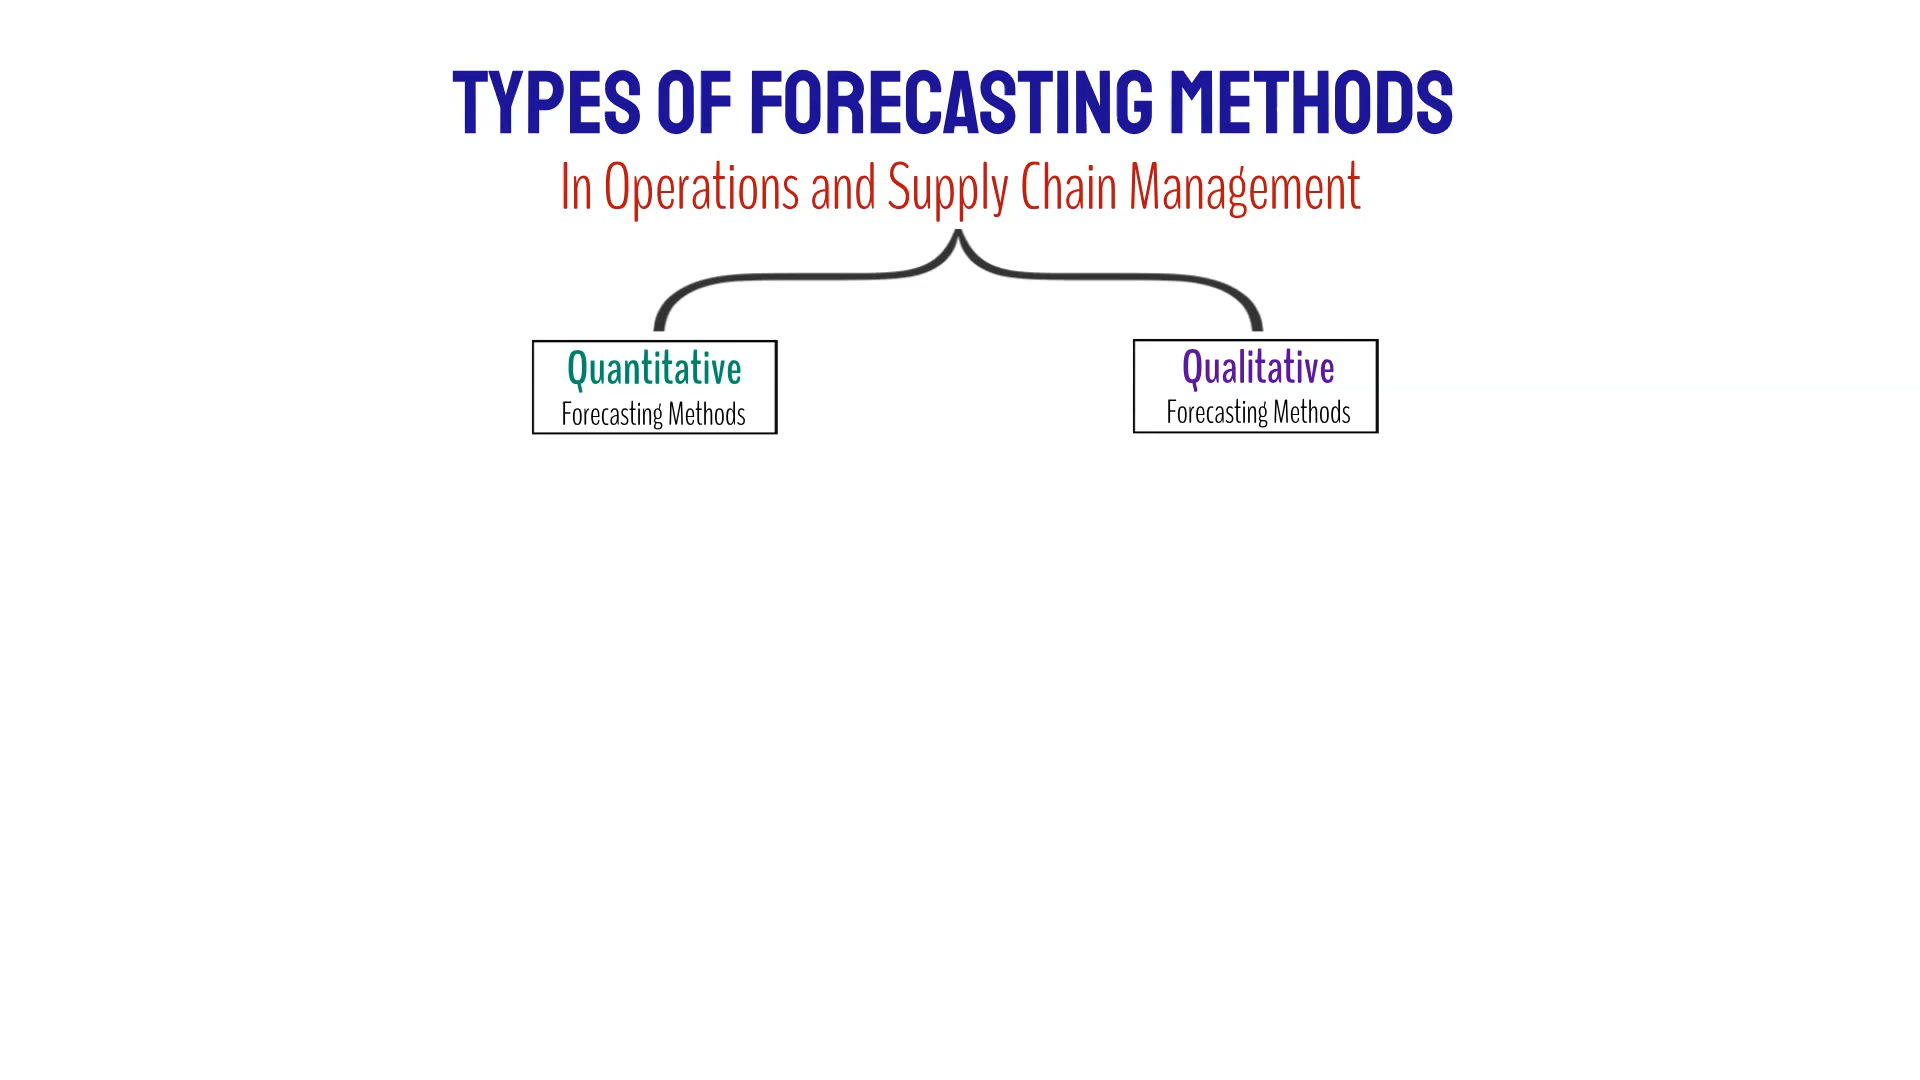 TYPES OF FORECASTING METHODS
In Operations and Supply Chain Management
Quantitative
Forecasting Methods
Qualitative
Forecasting Methods